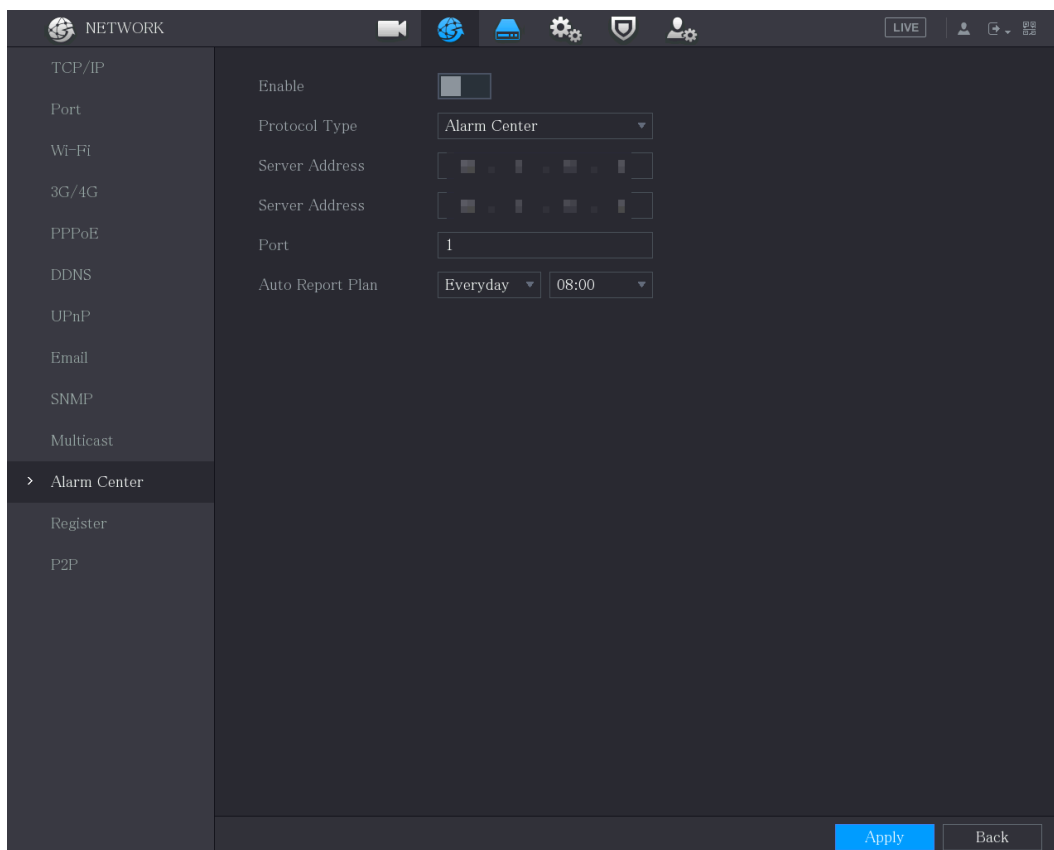 NETWORK
LIVE
TCP/IP
Port
Wi-Fi
3G/4G
PPPoE
DDNS
UPnP
Email
SNMP
Multicast
Alarm Center
Register
P2P
Enable
Protocol Type Alarm Center
Server Address
Server Address
Port 1
Auto Report Plan Everyday 08:00
Apply Back